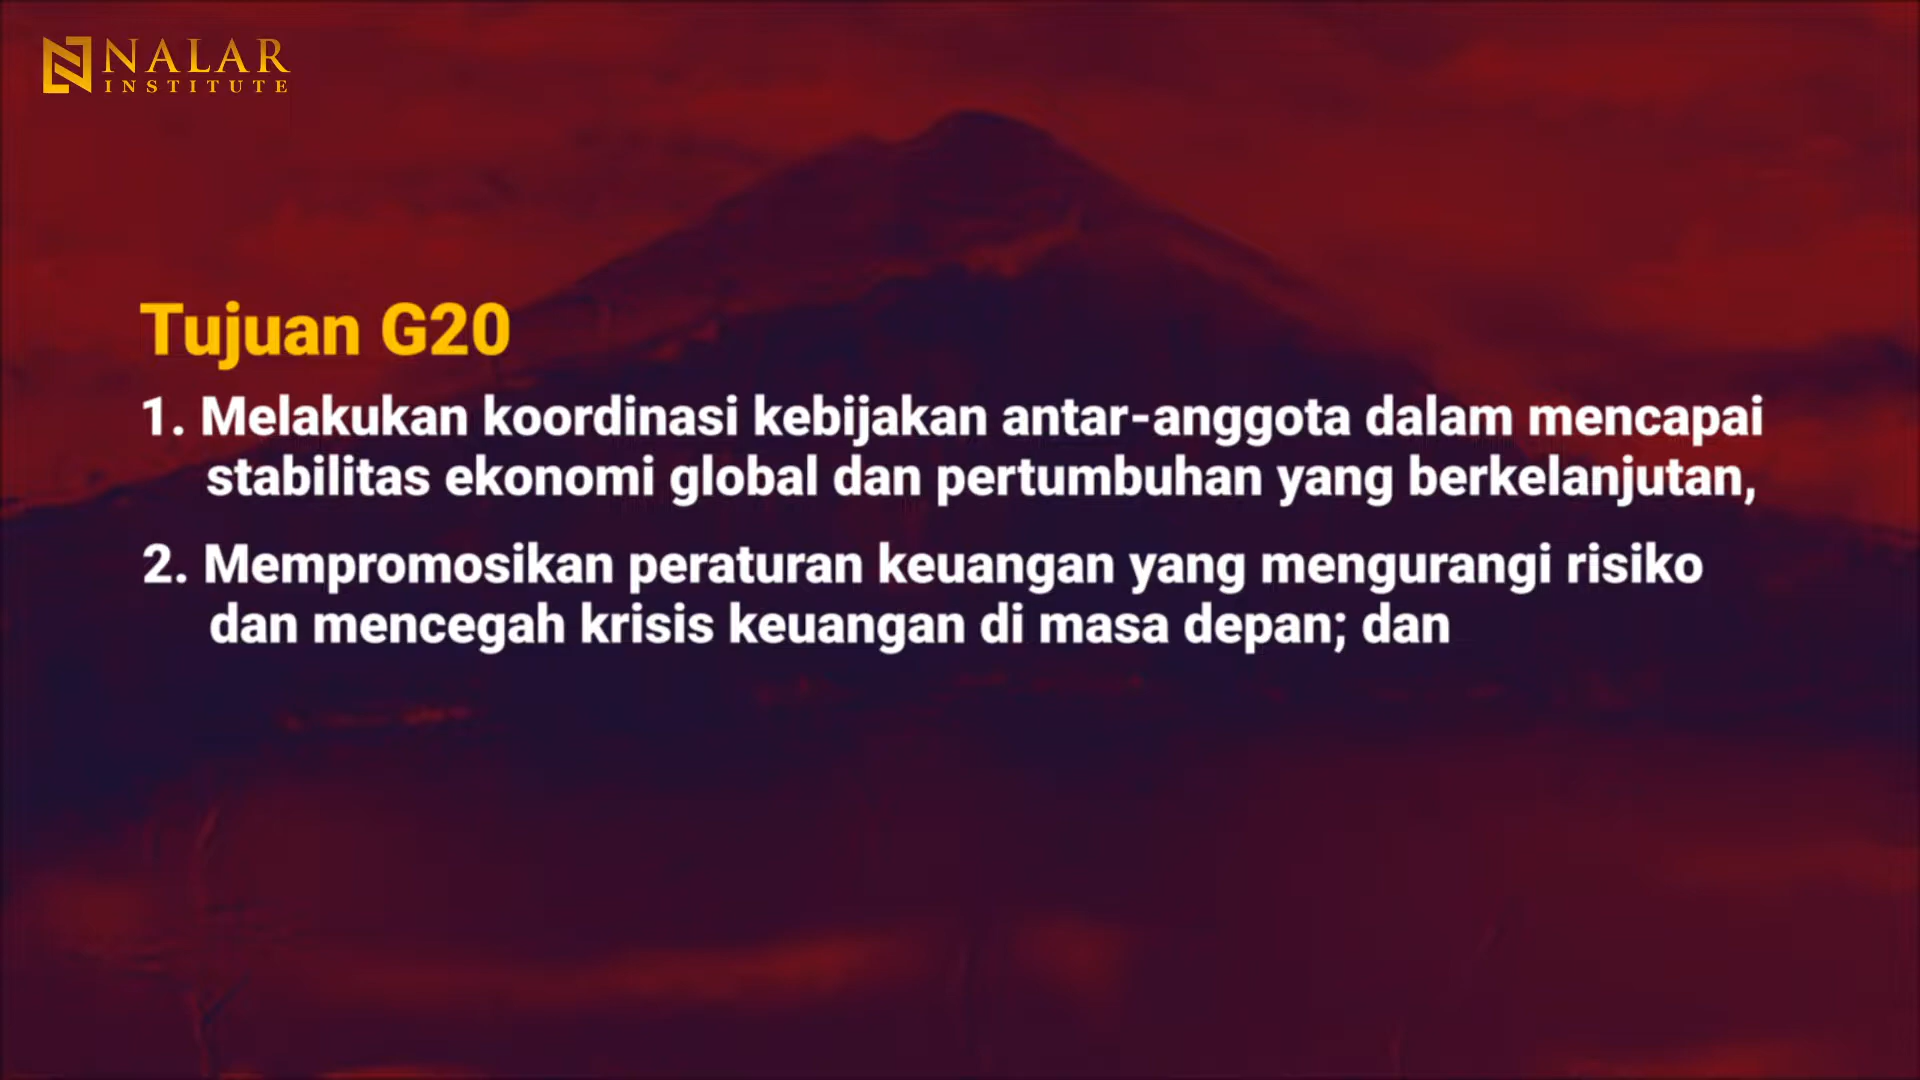 NALAR
INSTITUTE
Tujuan G20
1. Melakukan koordinasi kebijakan antar-anggota dalam mencapai
stabilitas ekonomi global dan pertumbuhan yang berkelanjutan,
2. Mempromosikan peraturan keuangan yang mengurangi risiko
dan mencegah krisis keuangan di masa depan; dan